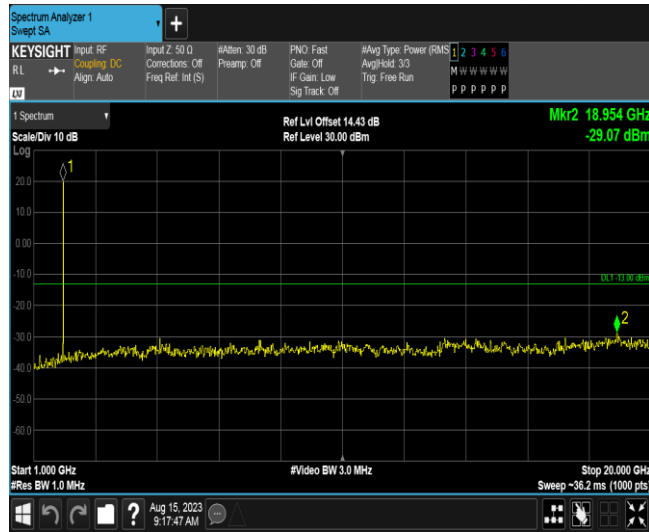 Spectrum Analyzer 1
Swept SA
+
KEYSIGHT
RL
LXI
Input: RF
Coupling: DC
Align: Auto
Input Z: 50 Ω
Corrections: Off
Freq Ref: Int (S)
#Atten: 30 dB
Preamp: Off
PNO: Fast
Gate: Off
IF Gain: Low
Sig Track: Off
#Avg Type: Power (RMS
Avg|Hold: 3/3
Trig: Free Run
1 2 3 4 5 6
M W W W W W
P P P P P P
1 Spectrum
Scale/Div 10 dB
Log
Ref Lvl Offset 14.43 dB
Ref Level 30.00 dBm
Mkr2 18.954 GHz
-29.07 dBm
1
20.0
10.0
0.00
-10.0
DL1 -13.00 dBm
-20.0
2
-30.0
-40.0
-50.0
-60.0
Start 1.000 GHz
#Res BW 1.0 MHz
#Video BW 3.0 MHz
Stop 20.000 GHz
Sweep ~36.2 ms (1000 pts)
?
Aug 15, 2023
9:17:47 AM